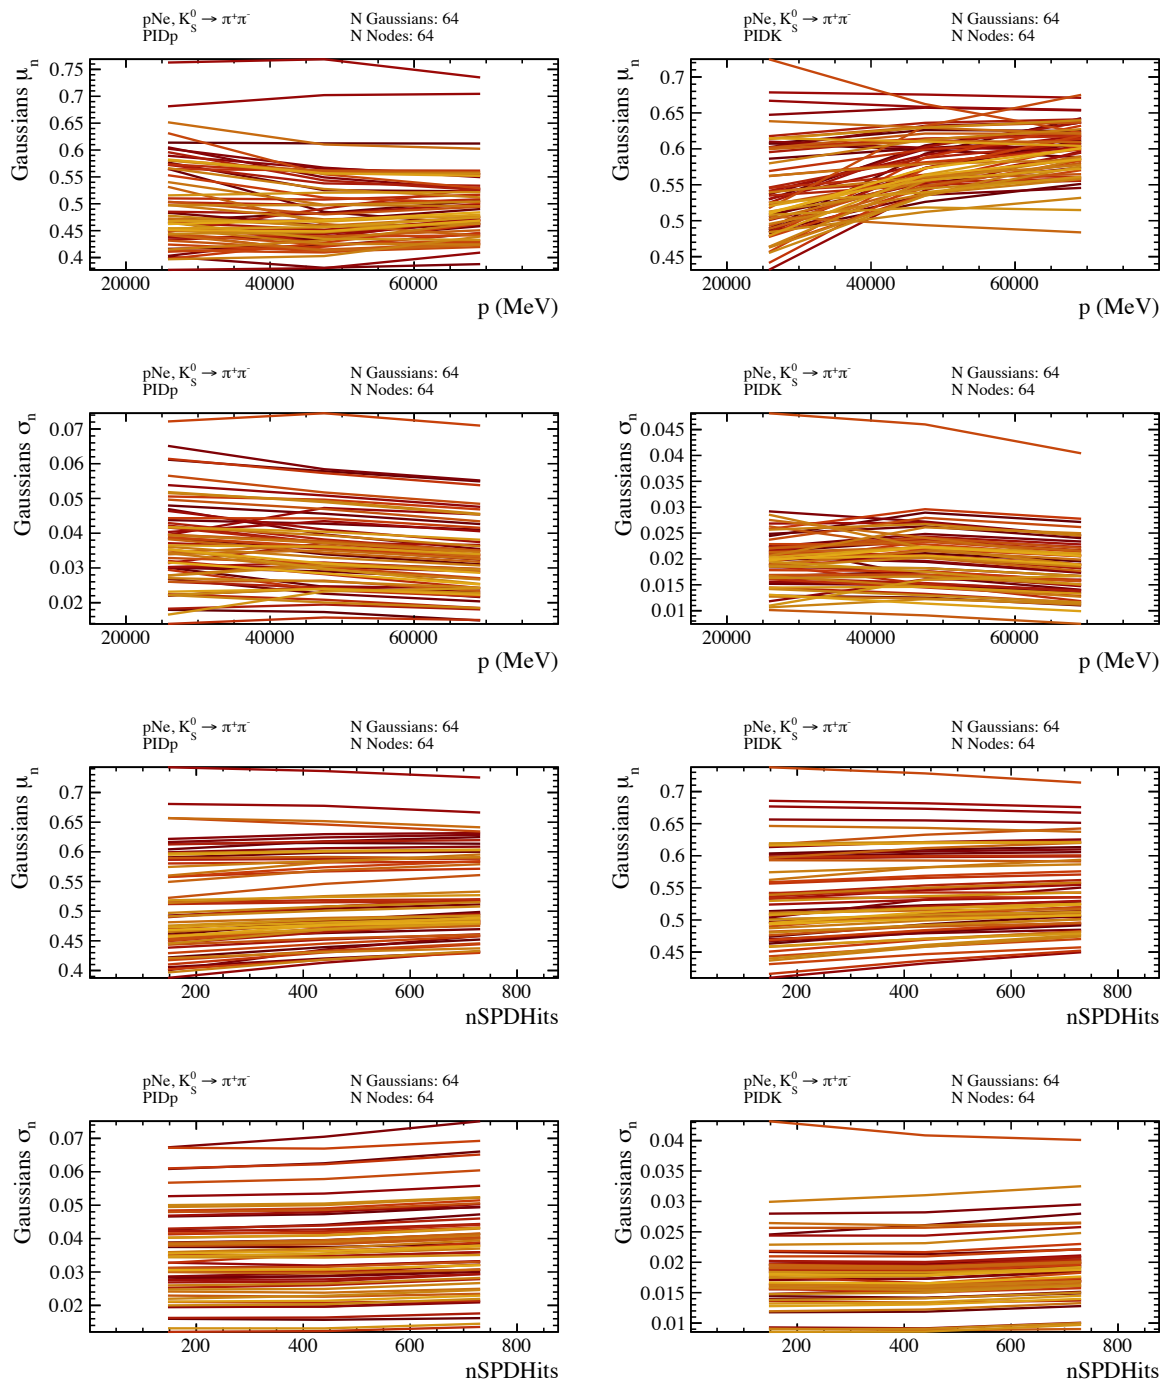 pNe, K⁰_S → π⁺π⁻ N Gaussians: 64
PIDp N Nodes: 64
Gaussians μₙ
0.75
0.7
0.65
0.6
0.55
0.5
0.45
0.4
20000 40000 60000
p (MeV)
pNe, K⁰_S → π⁺π⁻ N Gaussians: 64
PIDK N Nodes: 64
Gaussians μₙ
0.7
0.65
0.6
0.55
0.5
0.45
20000 40000 60000
p (MeV)
pNe, K⁰_S → π⁺π⁻ N Gaussians: 64
PIDp N Nodes: 64
Gaussians σₙ
0.07
0.06
0.05
0.04
0.03
0.02
20000 40000 60000
p (MeV)
pNe, K⁰_S → π⁺π⁻ N Gaussians: 64
PIDK N Nodes: 64
Gaussians σₙ
0.045
0.04
0.035
0.03
0.025
0.02
0.015
0.01
20000 40000 60000
p (MeV)
pNe, K⁰_S → π⁺π⁻ N Gaussians: 64
PIDp N Nodes: 64
Gaussians μₙ
0.7
0.65
0.6
0.55
0.5
0.45
0.4
200 400 600 800
nSPDHits
pNe, K⁰_S → π⁺π⁻ N Gaussians: 64
PIDK N Nodes: 64
Gaussians μₙ
0.7
0.65
0.6
0.55
0.5
0.45
200 400 600 800
nSPDHits
pNe, K⁰_S → π⁺π⁻ N Gaussians: 64
PIDp N Nodes: 64
Gaussians σₙ
0.07
0.06
0.05
0.04
0.03
0.02
200 400 600 800
nSPDHits
pNe, K⁰_S → π⁺π⁻ N Gaussians: 64
PIDK N Nodes: 64
Gaussians σₙ
0.04
0.035
0.03
0.025
0.02
0.015
0.01
200 400 600 800
nSPDHits